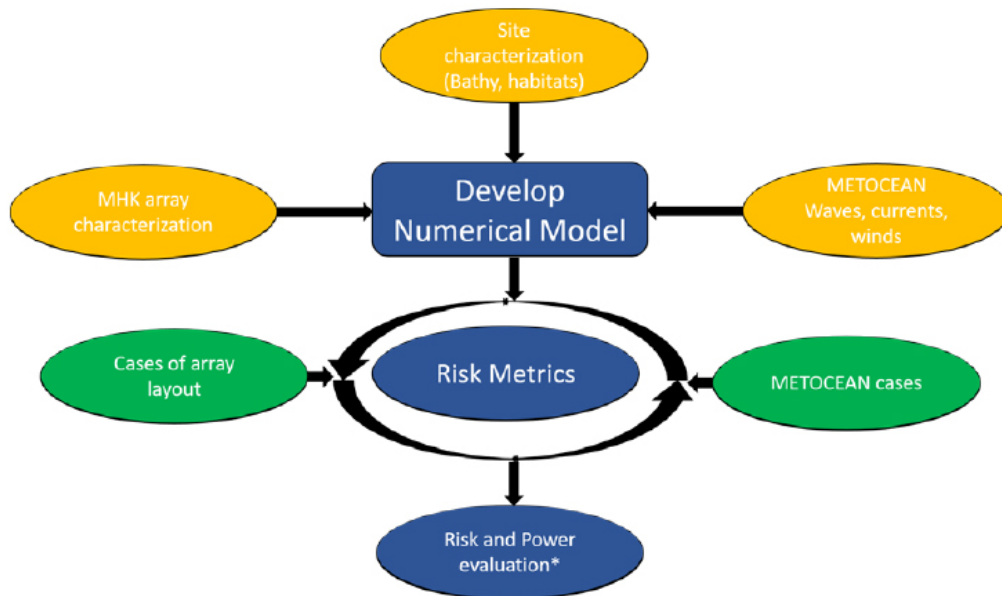 Site
characterization
(Bathy, habitats)
MHK array
characterization
Develop
Numerical Model
METOCEAN
Waves, currents,
winds
Cases of array
layout
Risk Metrics
METOCEAN cases
Risk and Power
evaluation*